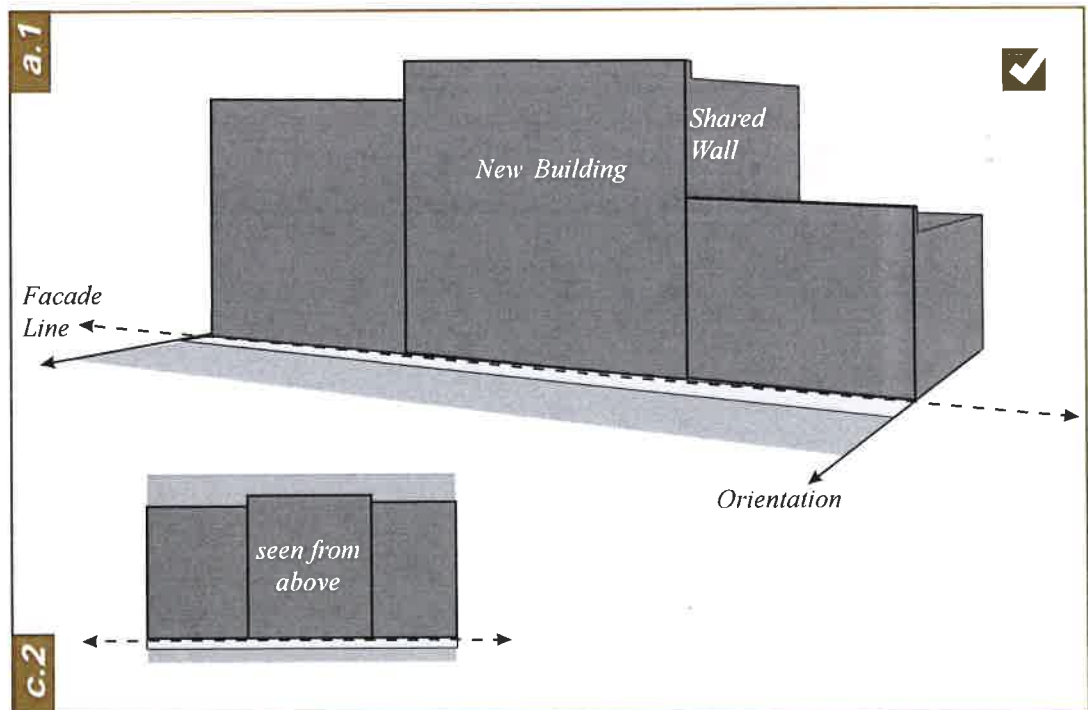 a.1
Shared
Wall
New Building
Facade
Line
Orientation
seen from
above
c.2